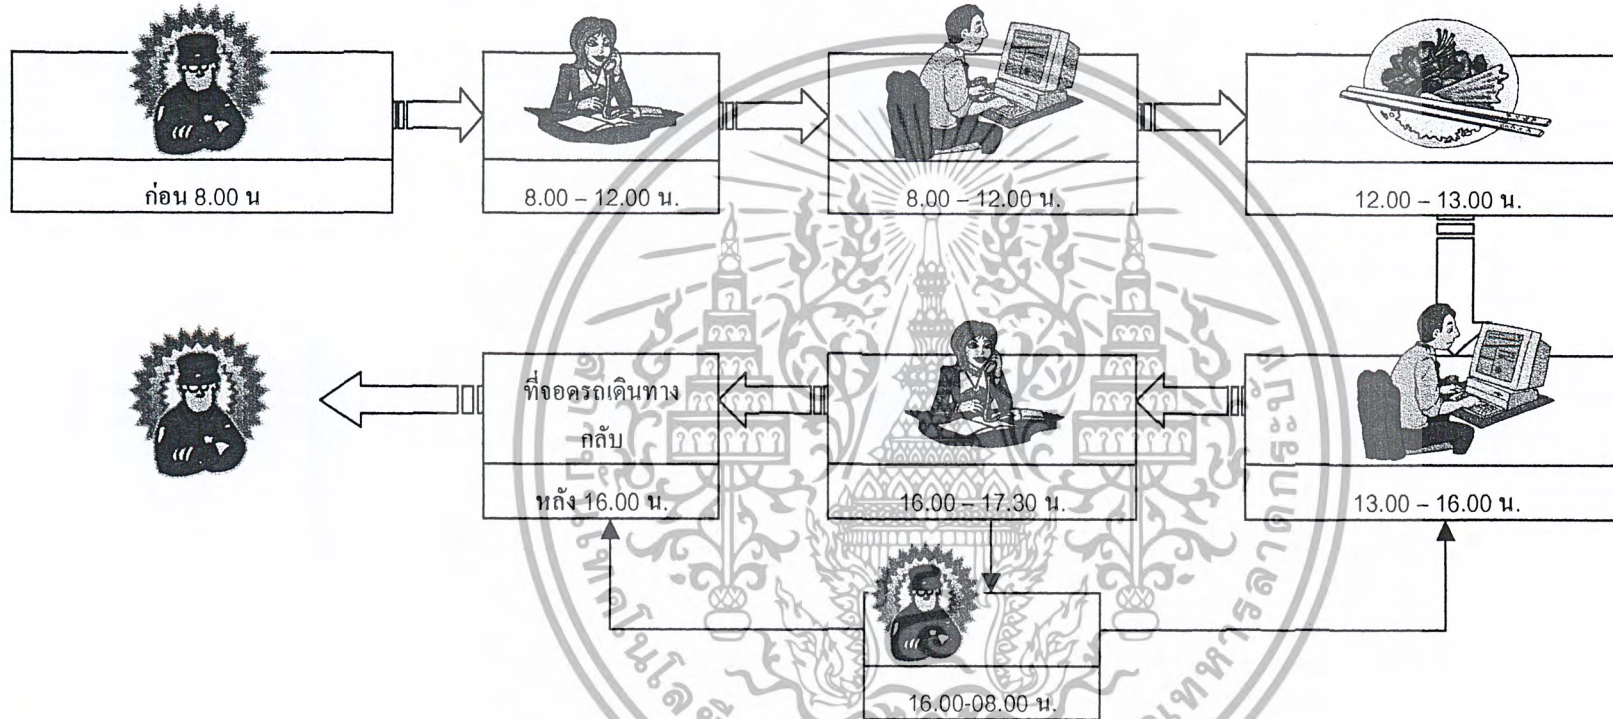 ก่อน 8.00 น
8.00 – 12.00 น.
8.00 – 12.00 น.
12.00 – 13.00 น.
ที่จอดรถเดินทาง
กลับ
หลัง 16.00 น.
16.00 – 17.30 น.
13.00 – 16.00 น.
16.00-08.00 น.